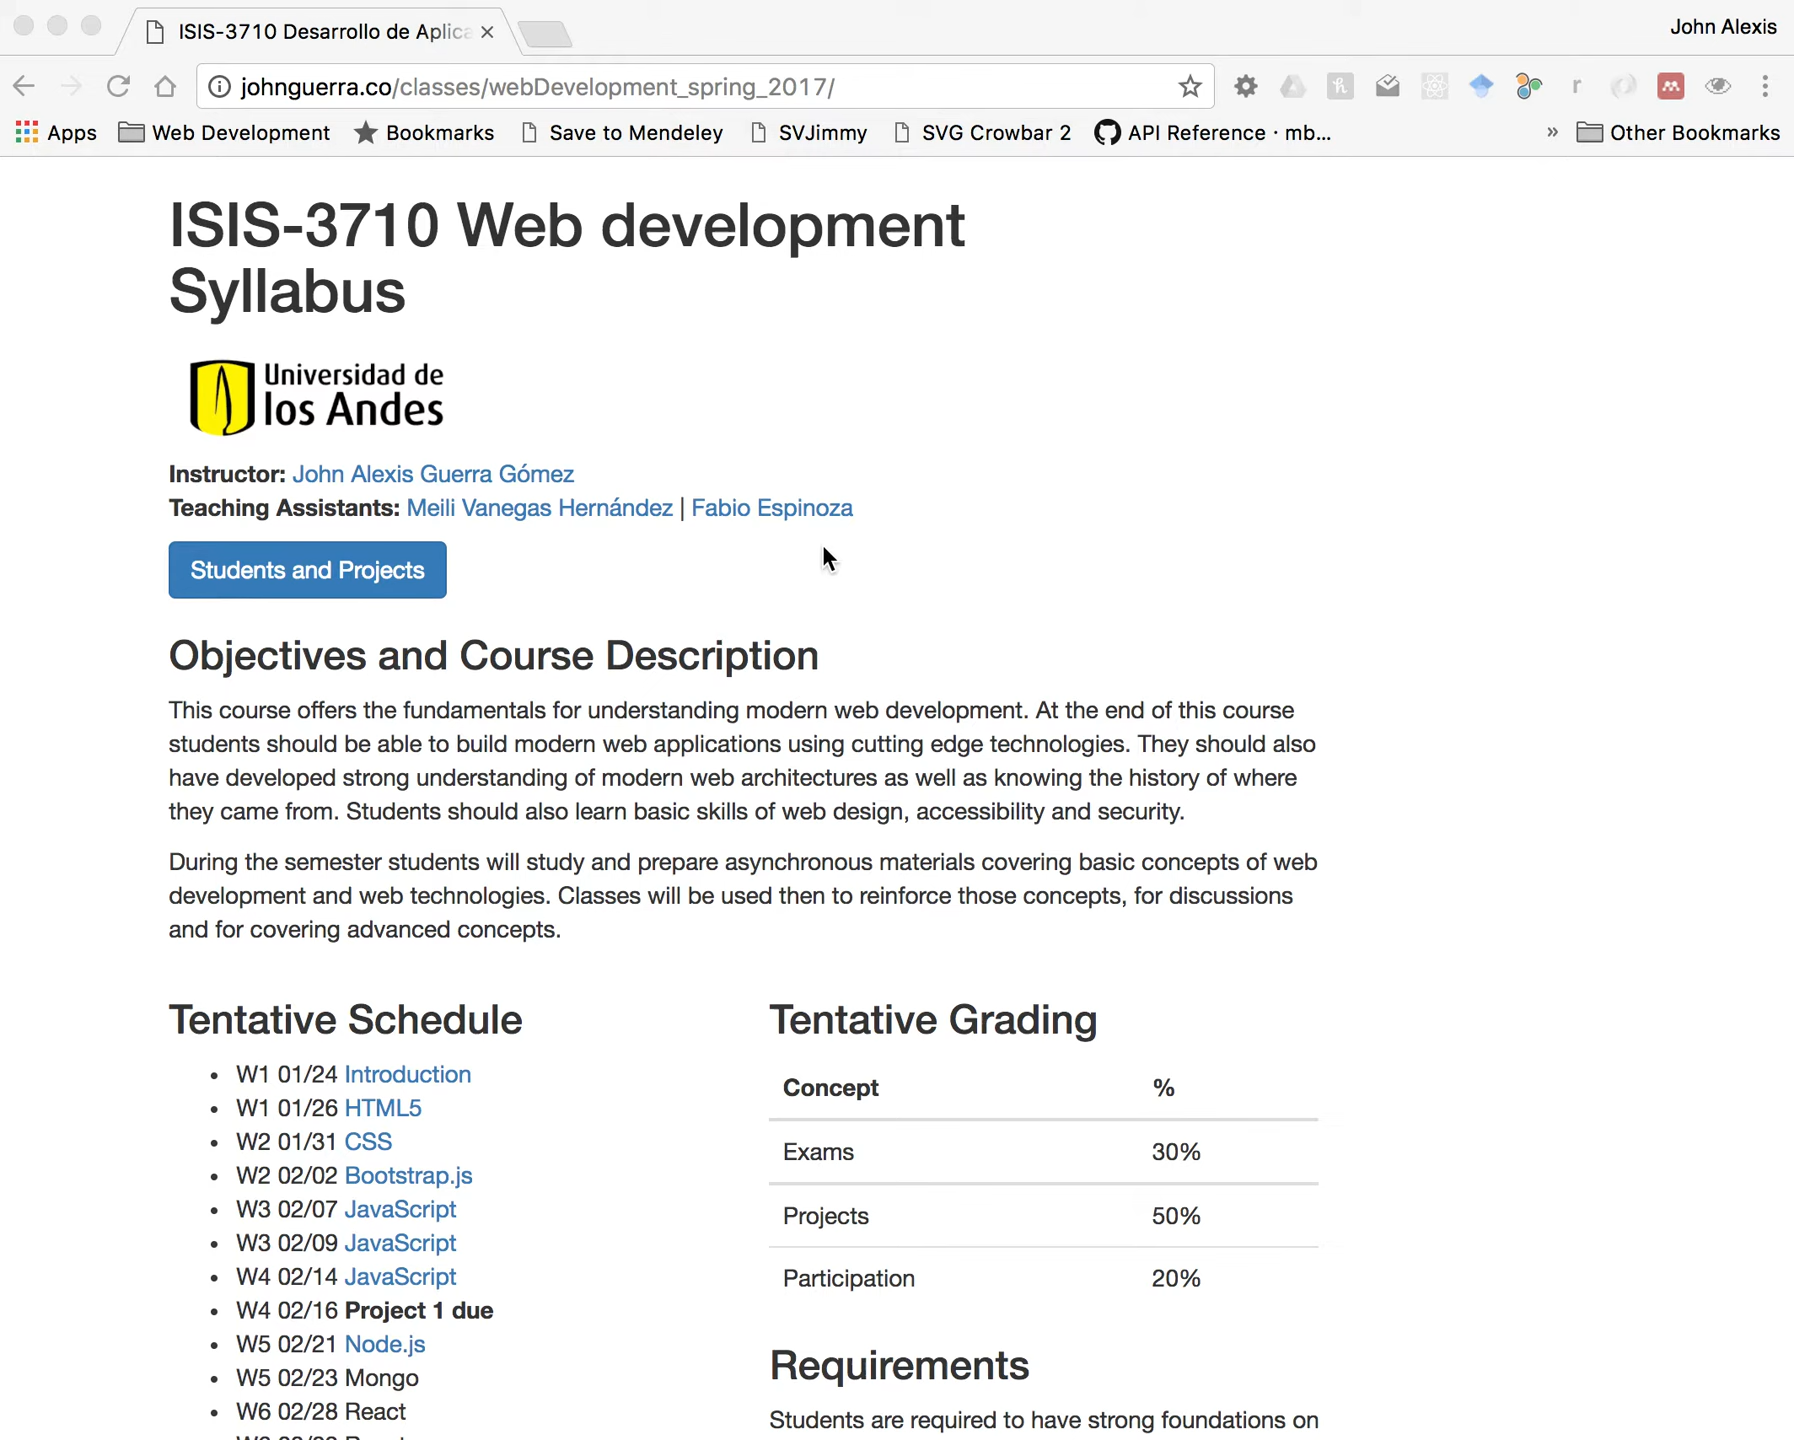 ISIS-3710 Desarrollo de Aplica
John Alexis
johnguerra.co/classes/webDevelopment_spring_2017/
Apps Web Development Bookmarks Save to Mendeley SVJimmy SVG Crowbar 2 API Reference · mb... » Other Bookmarks
ISIS-3710 Web development
Syllabus
Universidad de
los Andes
Instructor: John Alexis Guerra Gómez
Teaching Assistants: Meili Vanegas Hernández | Fabio Espinoza
Students and Projects
Objectives and Course Description
This course offers the fundamentals for understanding modern web development. At the end of this course
students should be able to build modern web applications using cutting edge technologies. They should also
have developed strong understanding of modern web architectures as well as knowing the history of where
they came from. Students should also learn basic skills of web design, accessibility and security.
During the semester students will study and prepare asynchronous materials covering basic concepts of web
development and web technologies. Classes will be used then to reinforce those concepts, for discussions
and for covering advanced concepts.
Tentative Schedule
• W1 01/24 Introduction
• W1 01/26 HTML5
• W2 01/31 CSS
• W2 02/02 Bootstrap.js
• W3 02/07 JavaScript
• W3 02/09 JavaScript
• W4 02/14 JavaScript
• W4 02/16 Project 1 due
• W5 02/21 Node.js
• W5 02/23 Mongo
• W6 02/28 React
Tentative Grading
Concept %
Exams 30%
Projects 50%
Participation 20%
Requirements
Students are required to have strong foundations on